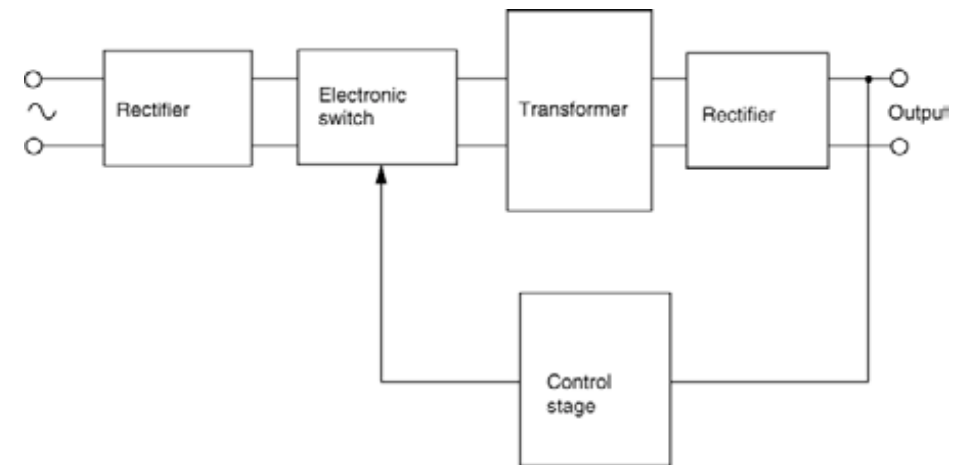 Rectifier
Electronic
switch
Transformer
Rectifier
Output
Control
stage